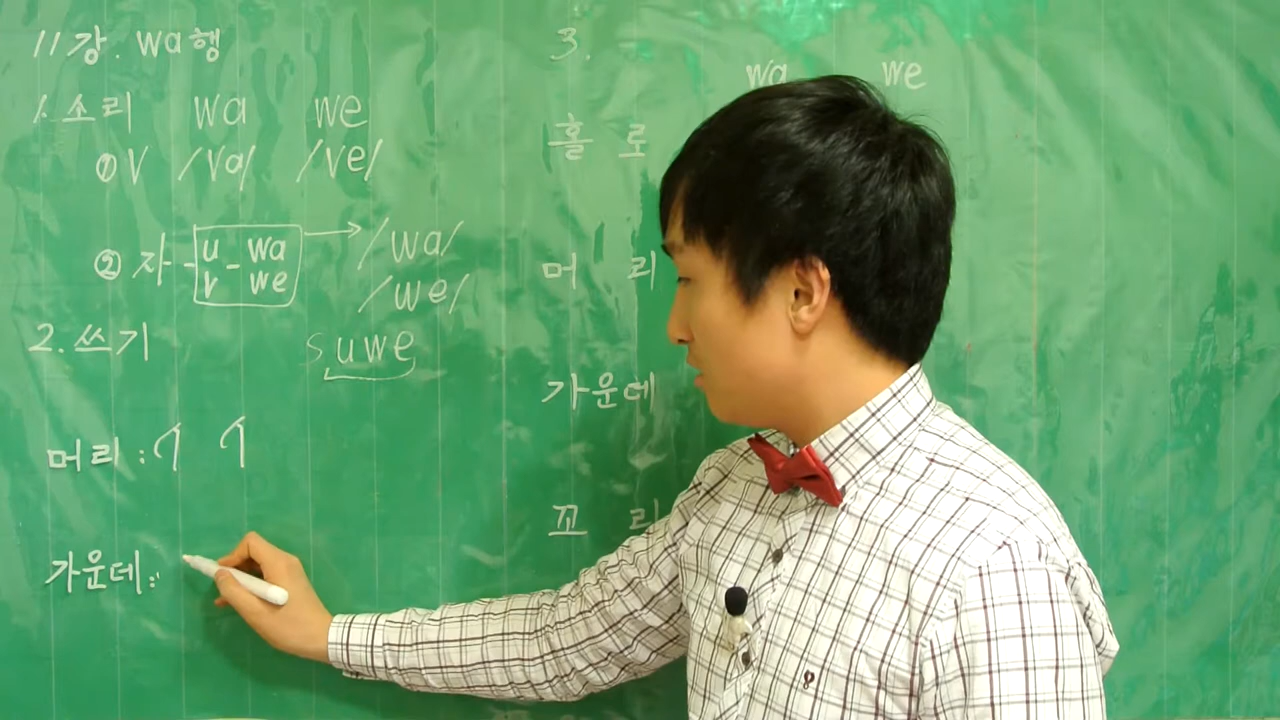 11강. wa행
1. 소리 wa we
① v /va/ /ve/
② 자 - u - wa → /wa/
r we /we/
2. 쓰기 suwe
머리 :
가운데 :
3.
wa we
홀로
머리
가운데
꼬리